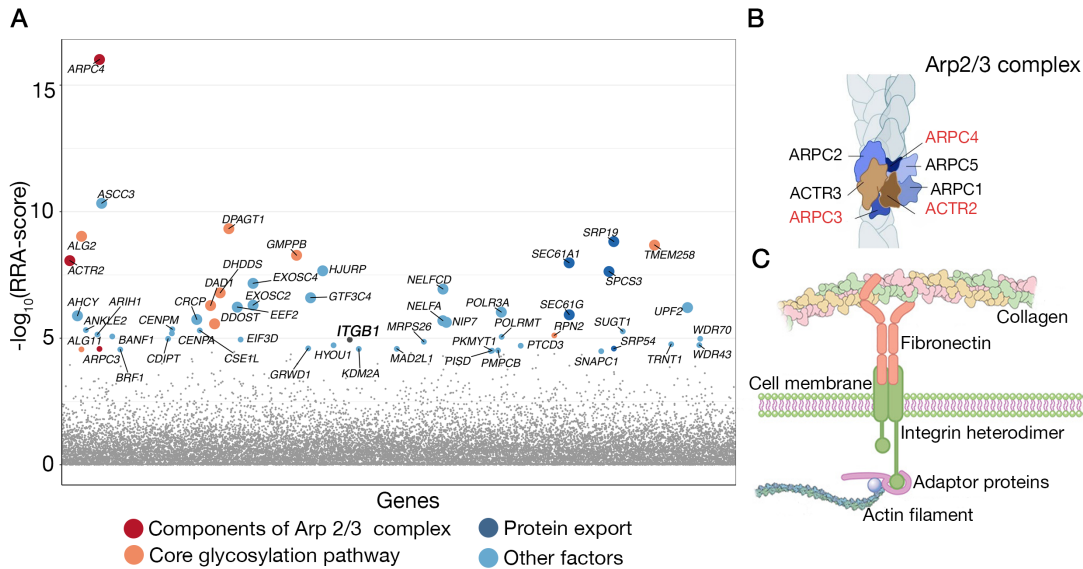 A
-log10(RRA-score)
15
10
5
0
ARPC4
ASCC3
DPAGT1
ALG2
GMPPB
SRP19
TMEM258
ACTR2
DHDDS
HJURP
SEC61A1
SPCS3
DAD1
EXOSC4
NELFCD
AHCY
ARIH1
CRCP
EXOSC2
GTF3C4
NELFA
POLR3A
SEC61G
UPF2
ANKLE2
CENPM
DDOST
EEF2
ITGB1
MRPS26
NIP7
POLRMT
RPN2
SUGT1
WDR70
ALG11
BANF1
CENPA
EIF3D
PKMYT1
PTCD3
SRP54
ARPC3
CDIPT
CSE1L
HYOU1
MAD2L1
PISD
PMPCB
SNAPC1
TRNT1
WDR43
BRF1
GRWD1
KDM2A
Genes
Components of Arp 2/3 complex
Core glycosylation pathway
Protein export
Other factors
B
Arp2/3 complex
ARPC4
ARPC2
ARPC5
ACTR3
ARPC1
ARPC3
ACTR2
C
Collagen
Fibronectin
Cell membrane
Integrin heterodimer
Adaptor proteins
Actin filament